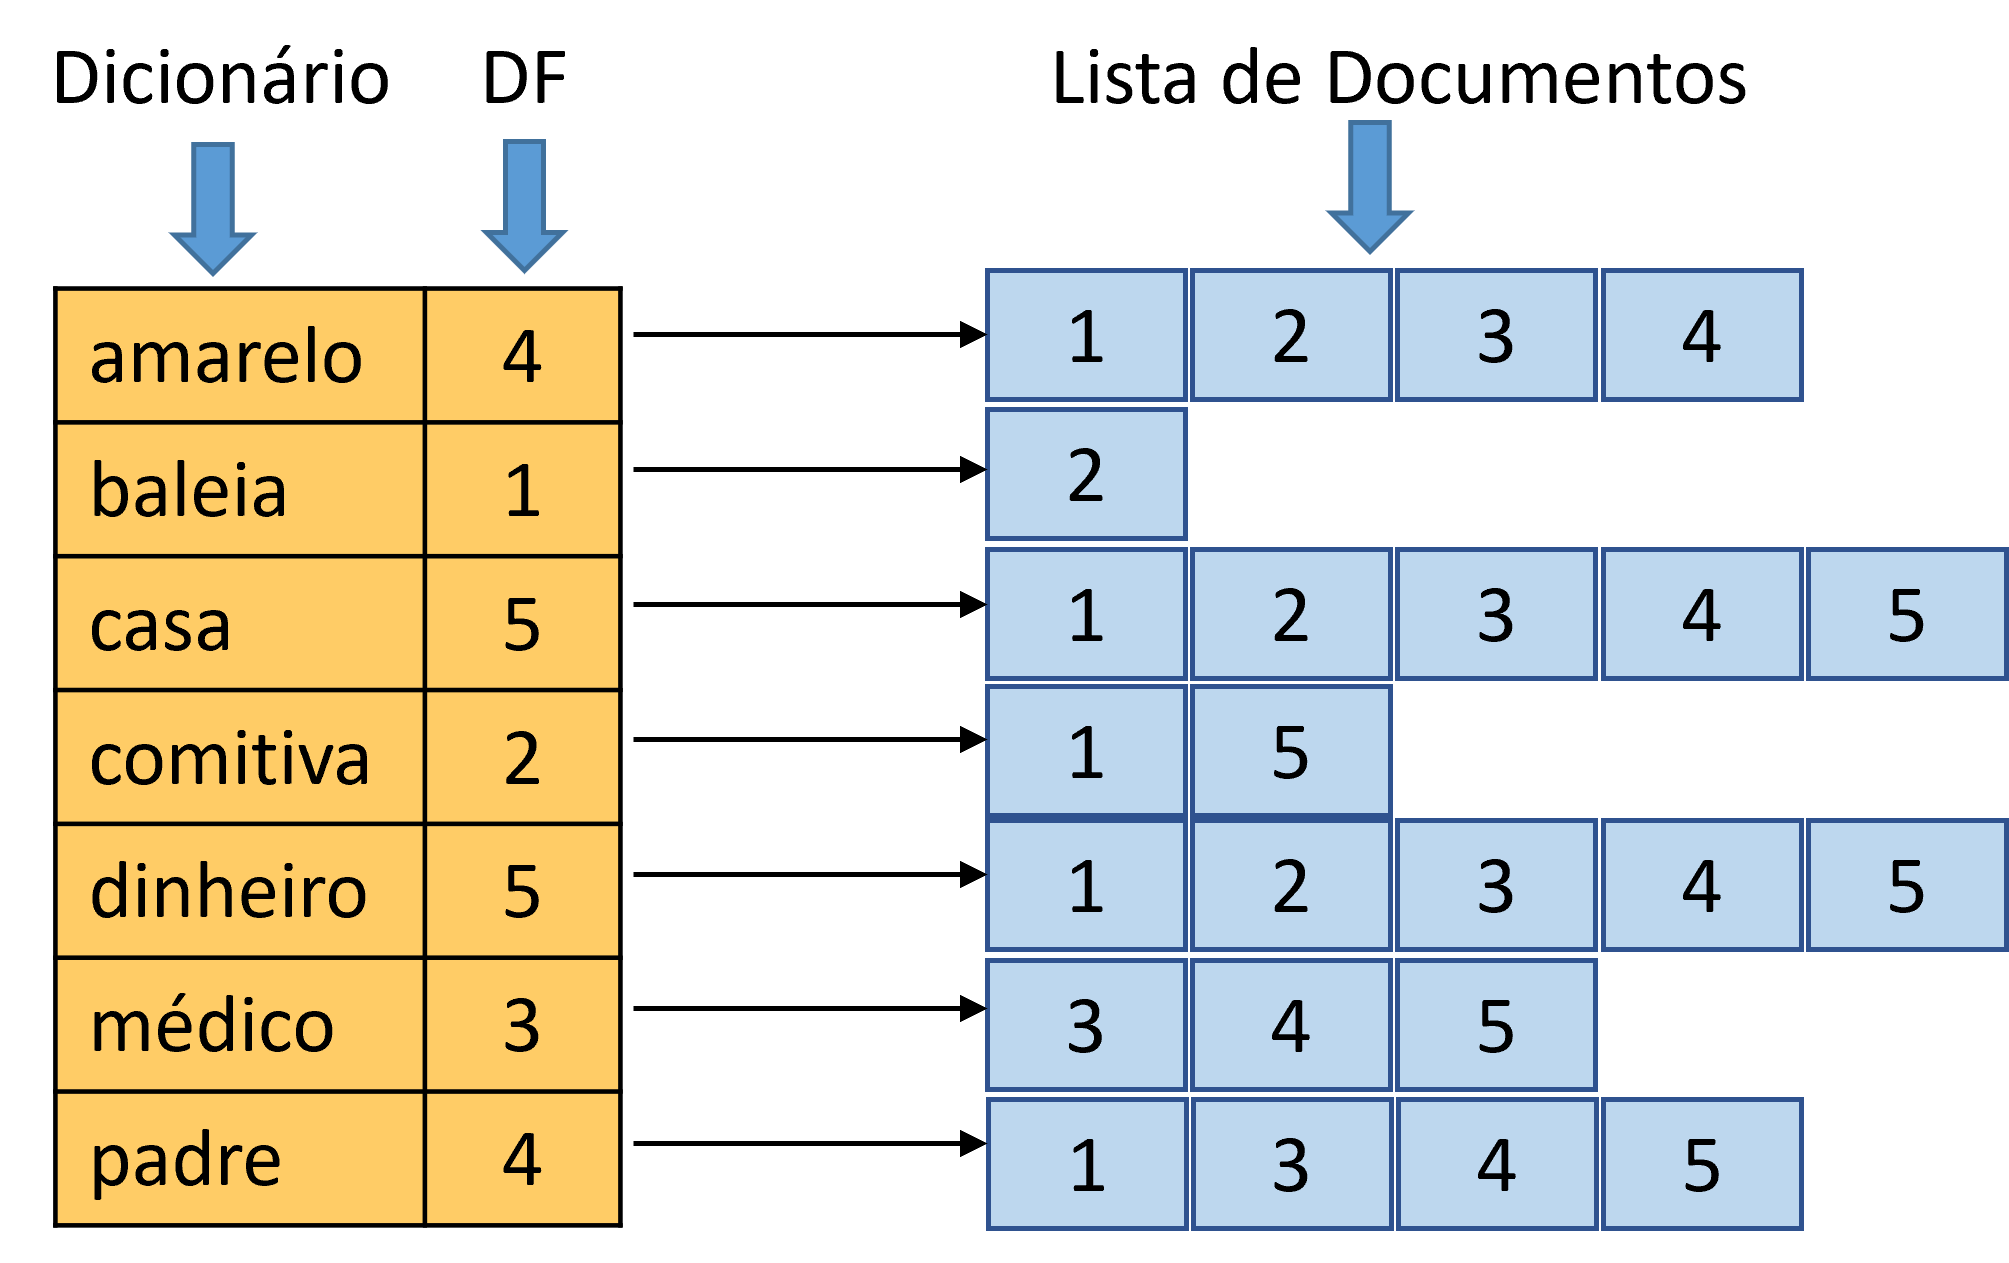 Dicionário DF Lista de Documentos
amarelo 4 1 2 3 4
baleia 1 2
casa 5 1 2 3 4 5
comitiva 2 1 5
dinheiro 5 1 2 3 4 5
médico 3 3 4 5
padre 4 1 3 4 5